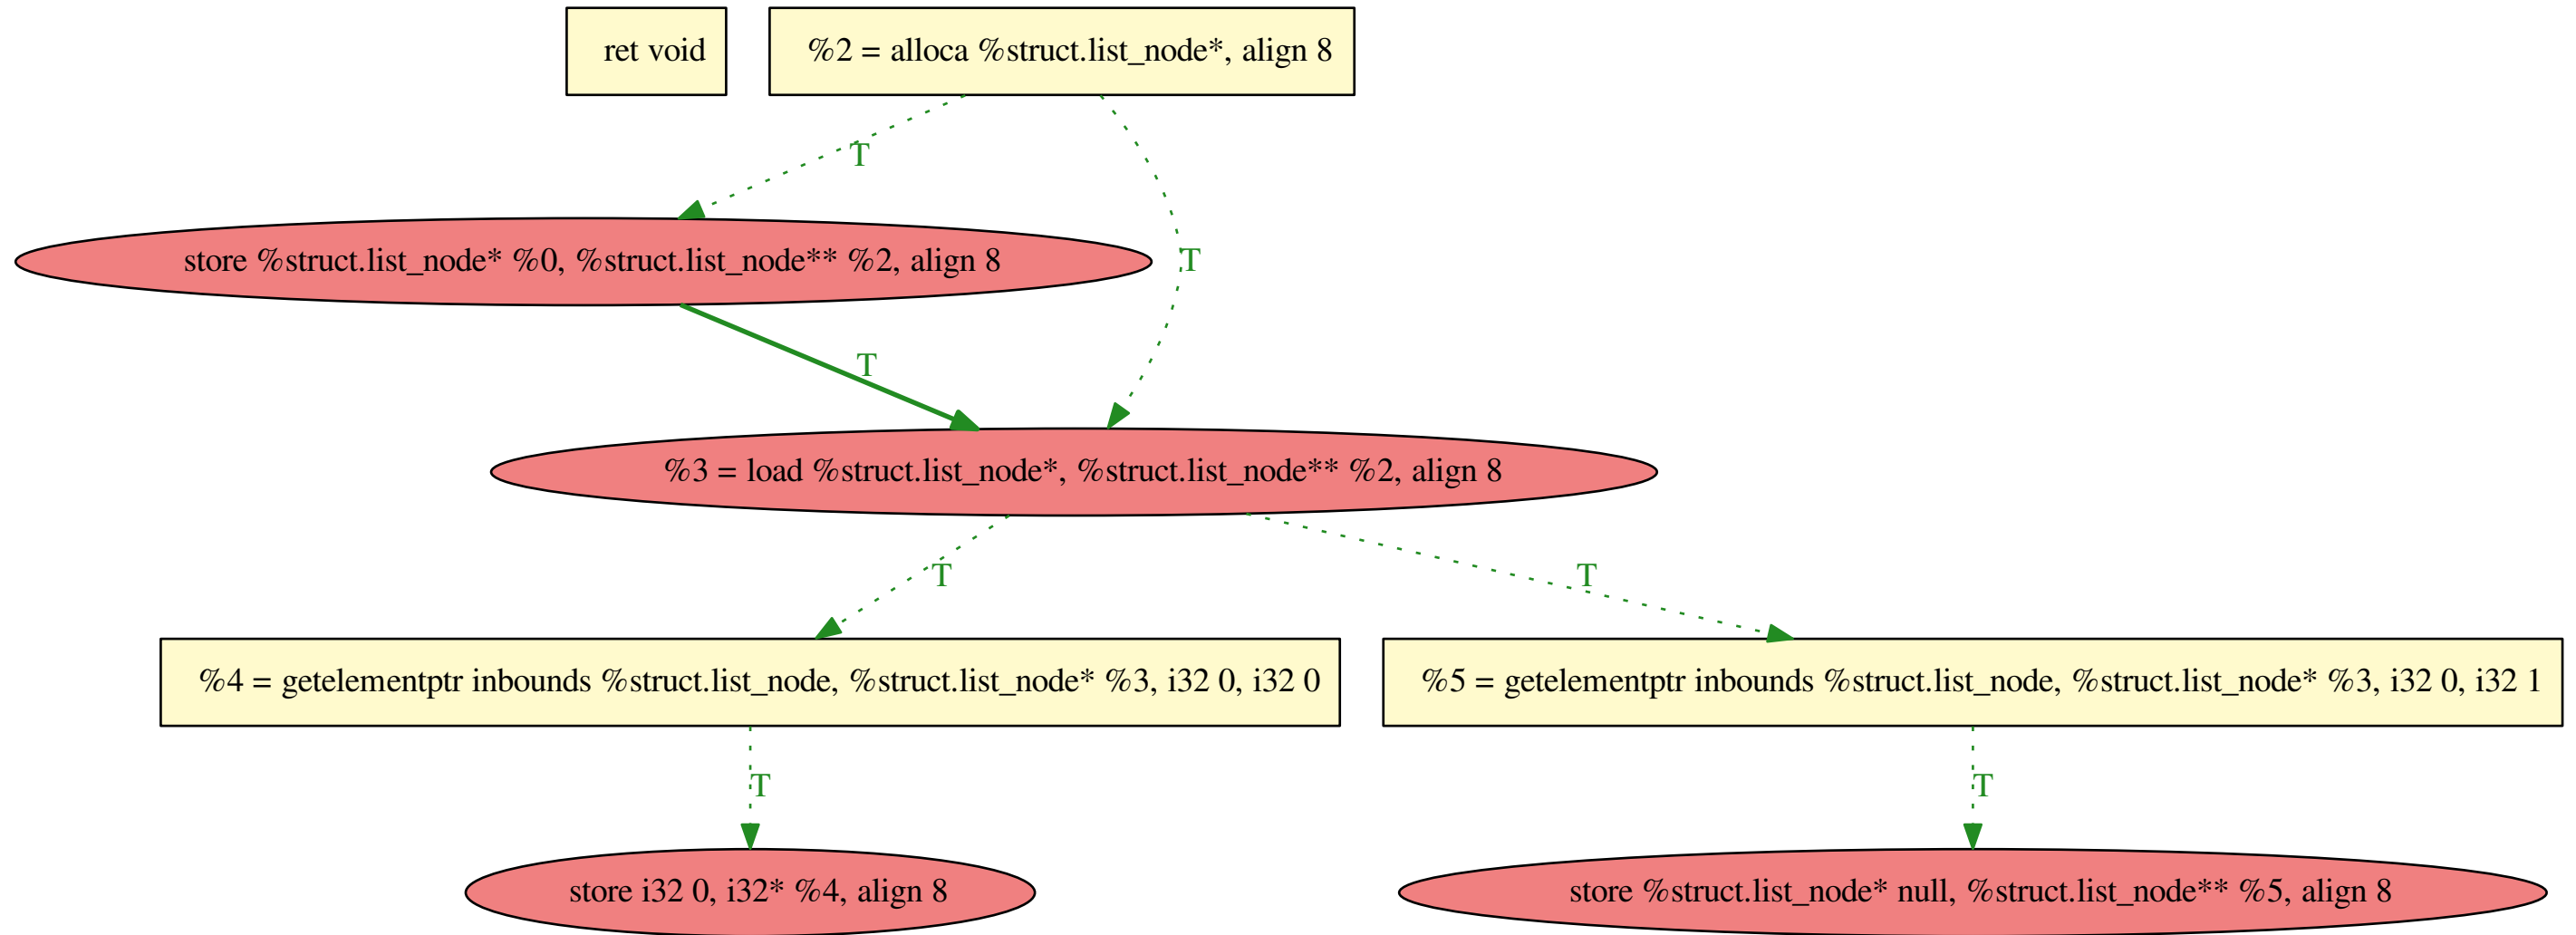 ret void
%2 = alloca %struct.list_node*, align 8
T
store %struct.list_node* %0, %struct.list_node** %2, align 8
T
T
%3 = load %struct.list_node*, %struct.list_node** %2, align 8
T
T
%4 = getelementptr inbounds %struct.list_node, %struct.list_node* %3, i32 0, i32 0
%5 = getelementptr inbounds %struct.list_node, %struct.list_node* %3, i32 0, i32 1
T
T
store i32 0, i32* %4, align 8
store %struct.list_node* null, %struct.list_node** %5, align 8